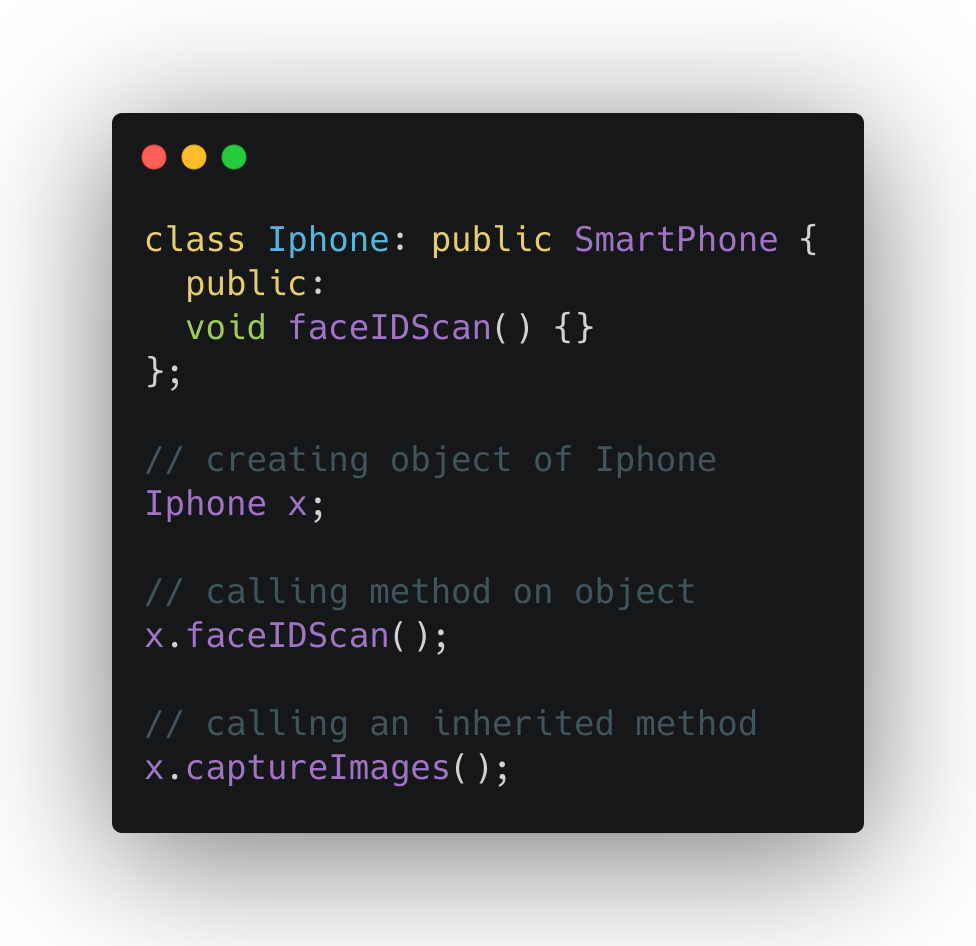 class Iphone: public SmartPhone {
  public:
  void faceIDScan() {}
};

// creating object of Iphone
Iphone x;

// calling method on object
x.faceIDScan();

// calling an inherited method
x.captureImages();